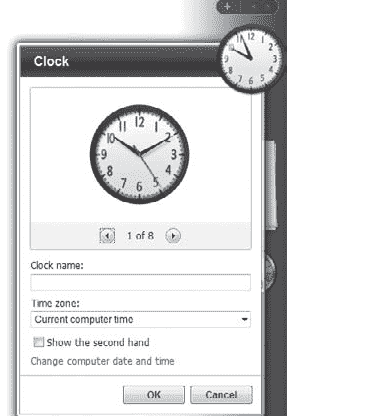 Clock
1 of 8
Clock name:
Time zone:
Current computer time
Show the second hand
Change computer date and time
OK
Cancel